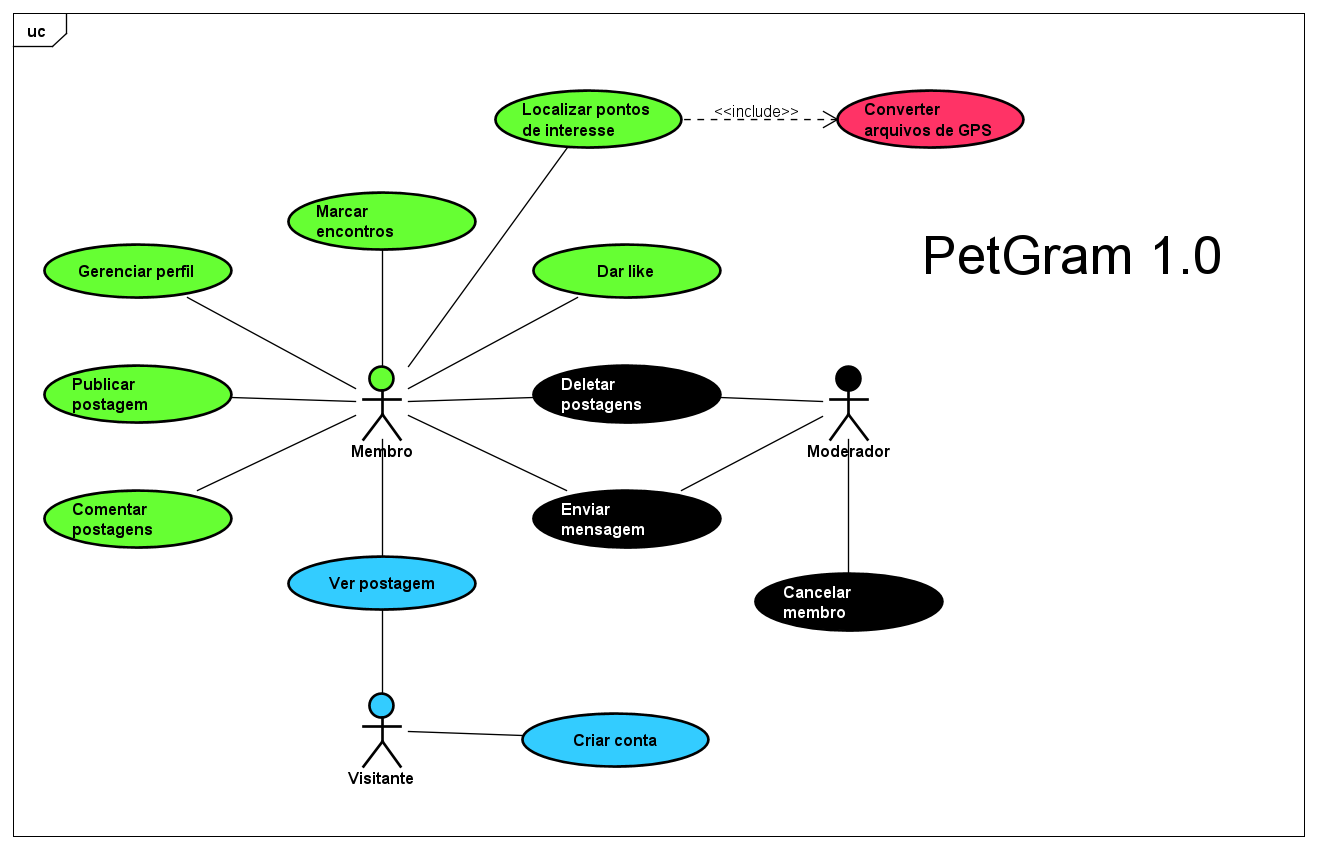 uc
Localizar pontos
de interesse
<<include>>
Converter
arquivos de GPS
Marcar
encontros
PetGram 1.0
Gerenciar perfil
Dar like
Publicar
postagem
Deletar
postagens
Membro
Moderador
Comentar
postagens
Enviar
mensagem
Ver postagem
Cancelar
membro
Criar conta
Visitante